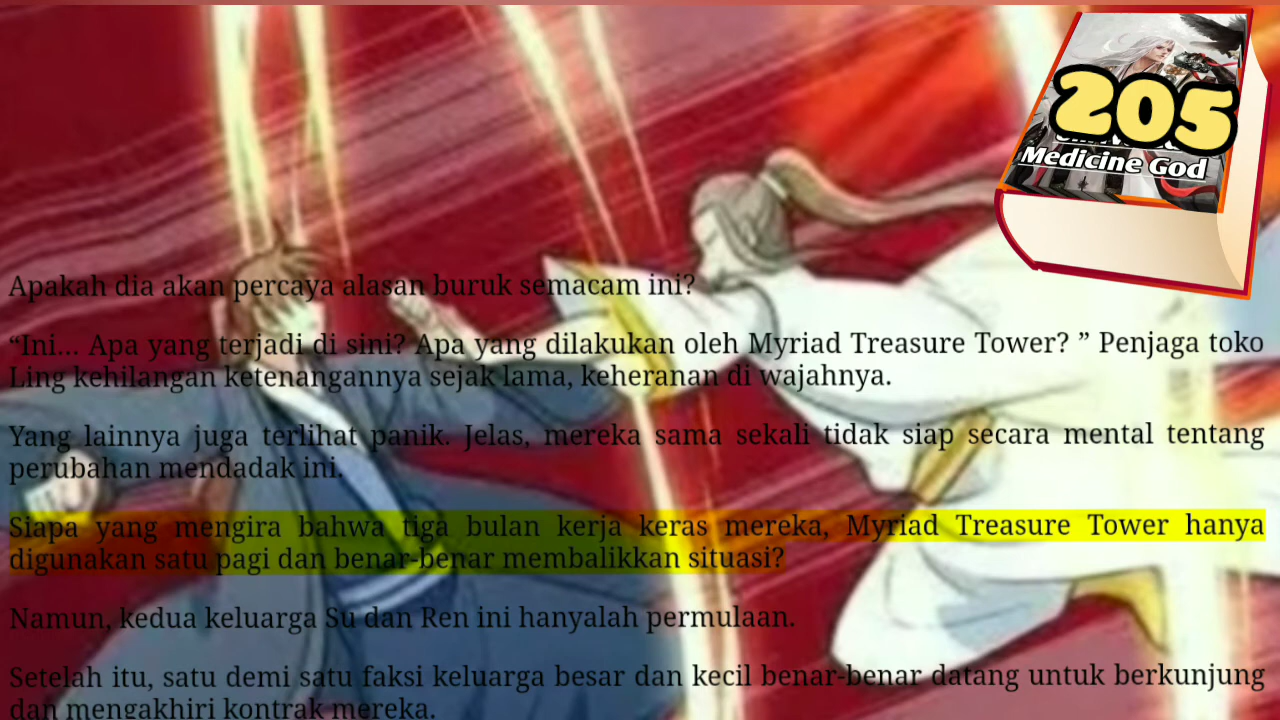 205
Medicine God
Apakah dia akan percaya alasan buruk semacam ini?
“Ini... Apa yang terjadi di sini? Apa yang dilakukan oleh Myriad Treasure Tower? ” Penjaga toko
Ling kehilangan ketenangannya sejak lama, keheranan di wajahnya.
Yang lainnya juga terlihat panik. Jelas, mereka sama sekali tidak siap secara mental tentang
perubahan mendadak ini.
Siapa yang mengira bahwa tiga bulan kerja keras mereka, Myriad Treasure Tower hanya
digunakan satu pagi dan benar-benar membalikkan situasi?
Namun, kedua keluarga Su dan Ren ini hanyalah permulaan.
Setelah itu, satu demi satu faksi keluarga besar dan kecil benar-benar datang untuk berkunjung
dan mengakhiri kontrak mereka.